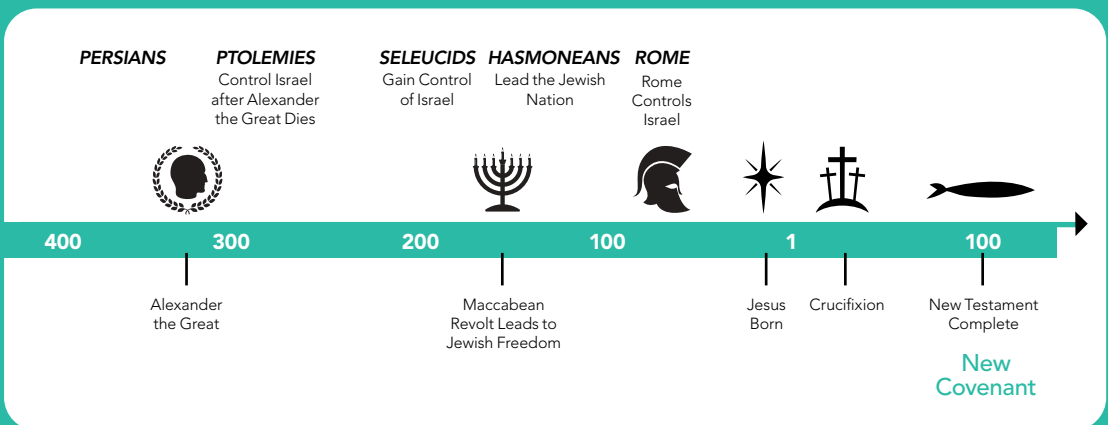 PERSIANS
PTOLEMIES
Control Israel
after Alexander
the Great Dies
SELEUCIDS
Gain Control
of Israel
HASMONEANS
Lead the Jewish
Nation
ROME
Rome
Controls
Israel
400 300 200 100 1 100
Alexander
the Great
Maccabean
Revolt Leads to
Jewish Freedom
Jesus
Born
Crucifixion
New Testament
Complete
New
Covenant